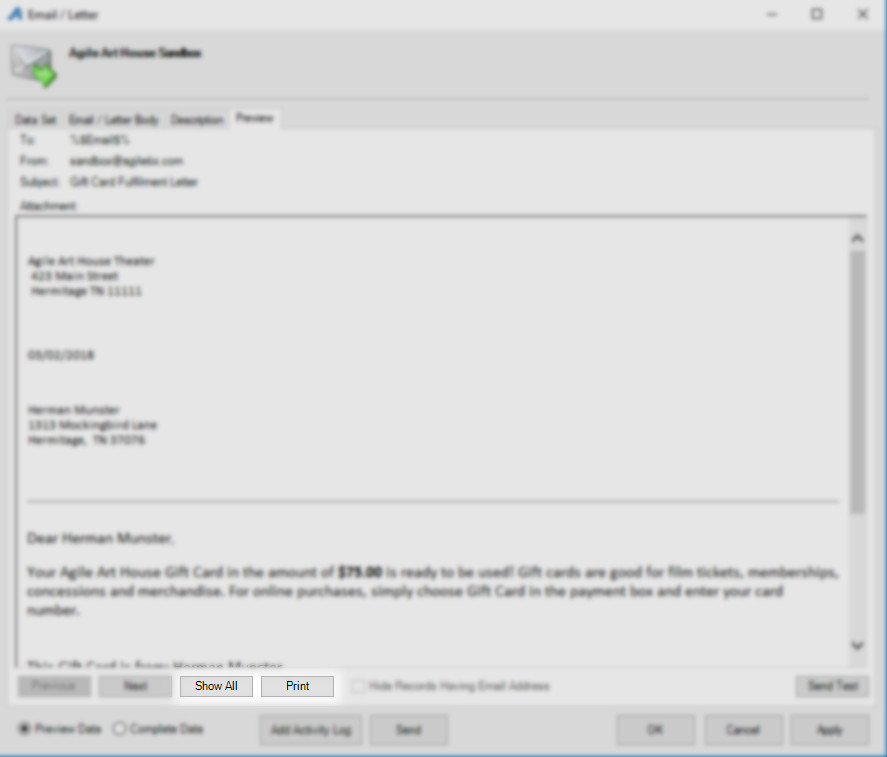 Email / Letter
Agile Art House Sandbox
Data Set Email / Letter Body Description Preview
To: %$Email$%
From: sandbox@agiletix.com
Subject: Gift Card Fulfilment Letter
Attachment:
Agile Art House Theater
423 Main Street
Hermitage TN 11111
03/02/2018
Herman Munster
1313 Mockingbird Lane
Hermitage, TN 37076
Dear Herman Munster,
Your Agile Art House Gift Card in the amount of $75.00 is ready to be used! Gift cards are good for film tickets, memberships,
concessions and merchandise. For online purchases, simply choose Gift Card in the payment box and enter your card
number.
This Gift Card is from: Herman Munster
Previous Next Show All Print Hide Records Having Email Address Send Test
Preview Data Complete Data Add Activity Log Send OK Cancel Apply